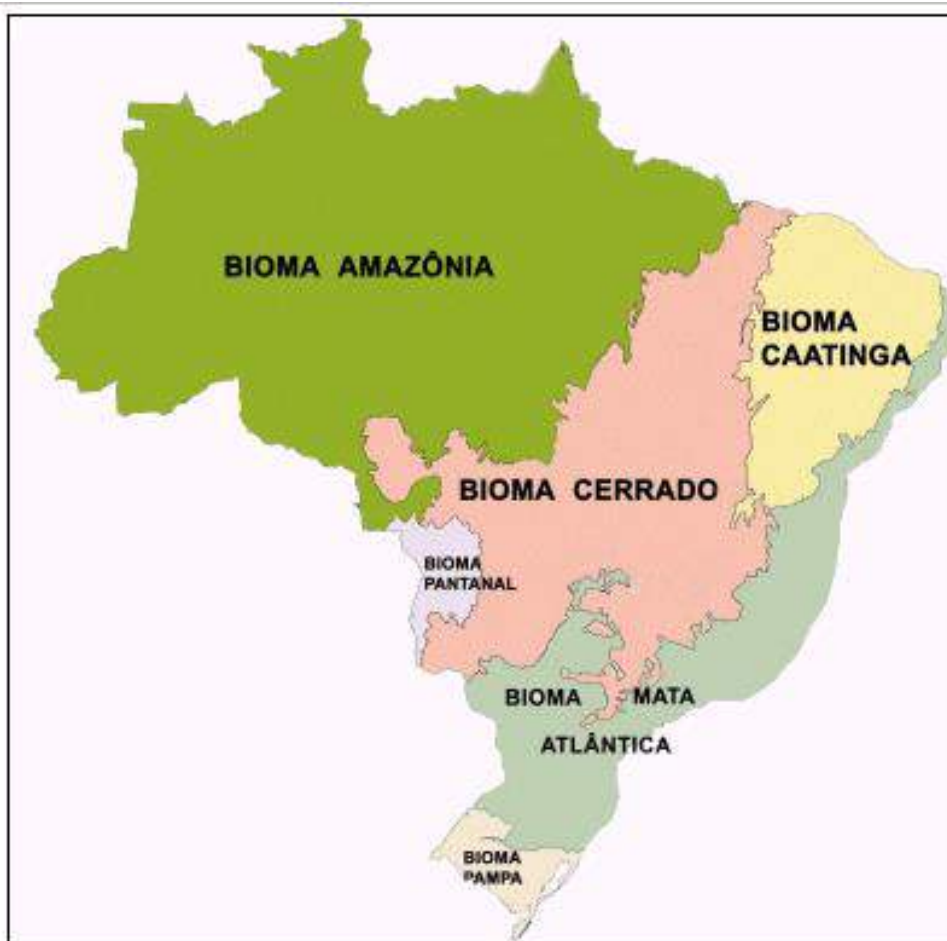 BIOMA AMAZÔNIA
BIOMA
CAATINGA
BIOMA CERRADO
BIOMA
PANTANAL
BIOMA MATA
ATLÂNTICA
BIOMA
PAMPA